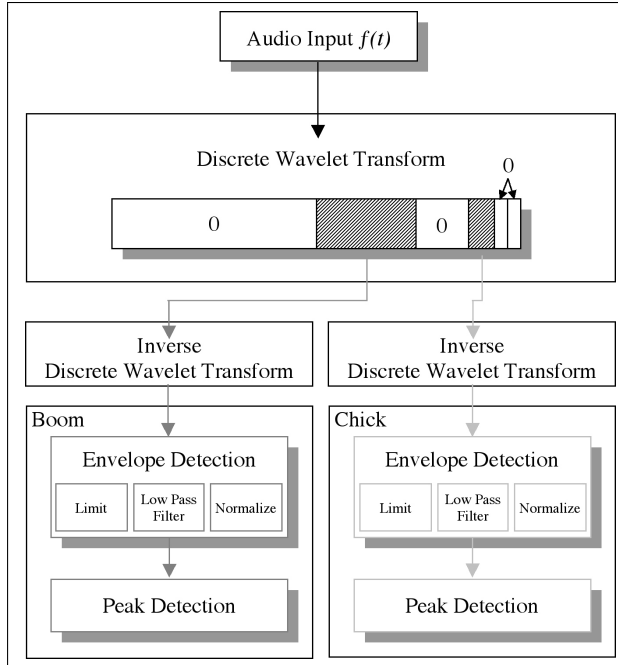 Audio Input f(t)
Discrete Wavelet Transform
0
0
0
Inverse
Discrete Wavelet Transform
Inverse
Discrete Wavelet Transform
Boom
Envelope Detection
Limit
Low Pass
Filter
Normalize
Peak Detection
Chick
Envelope Detection
Limit
Low Pass
Filter
Normalize
Peak Detection